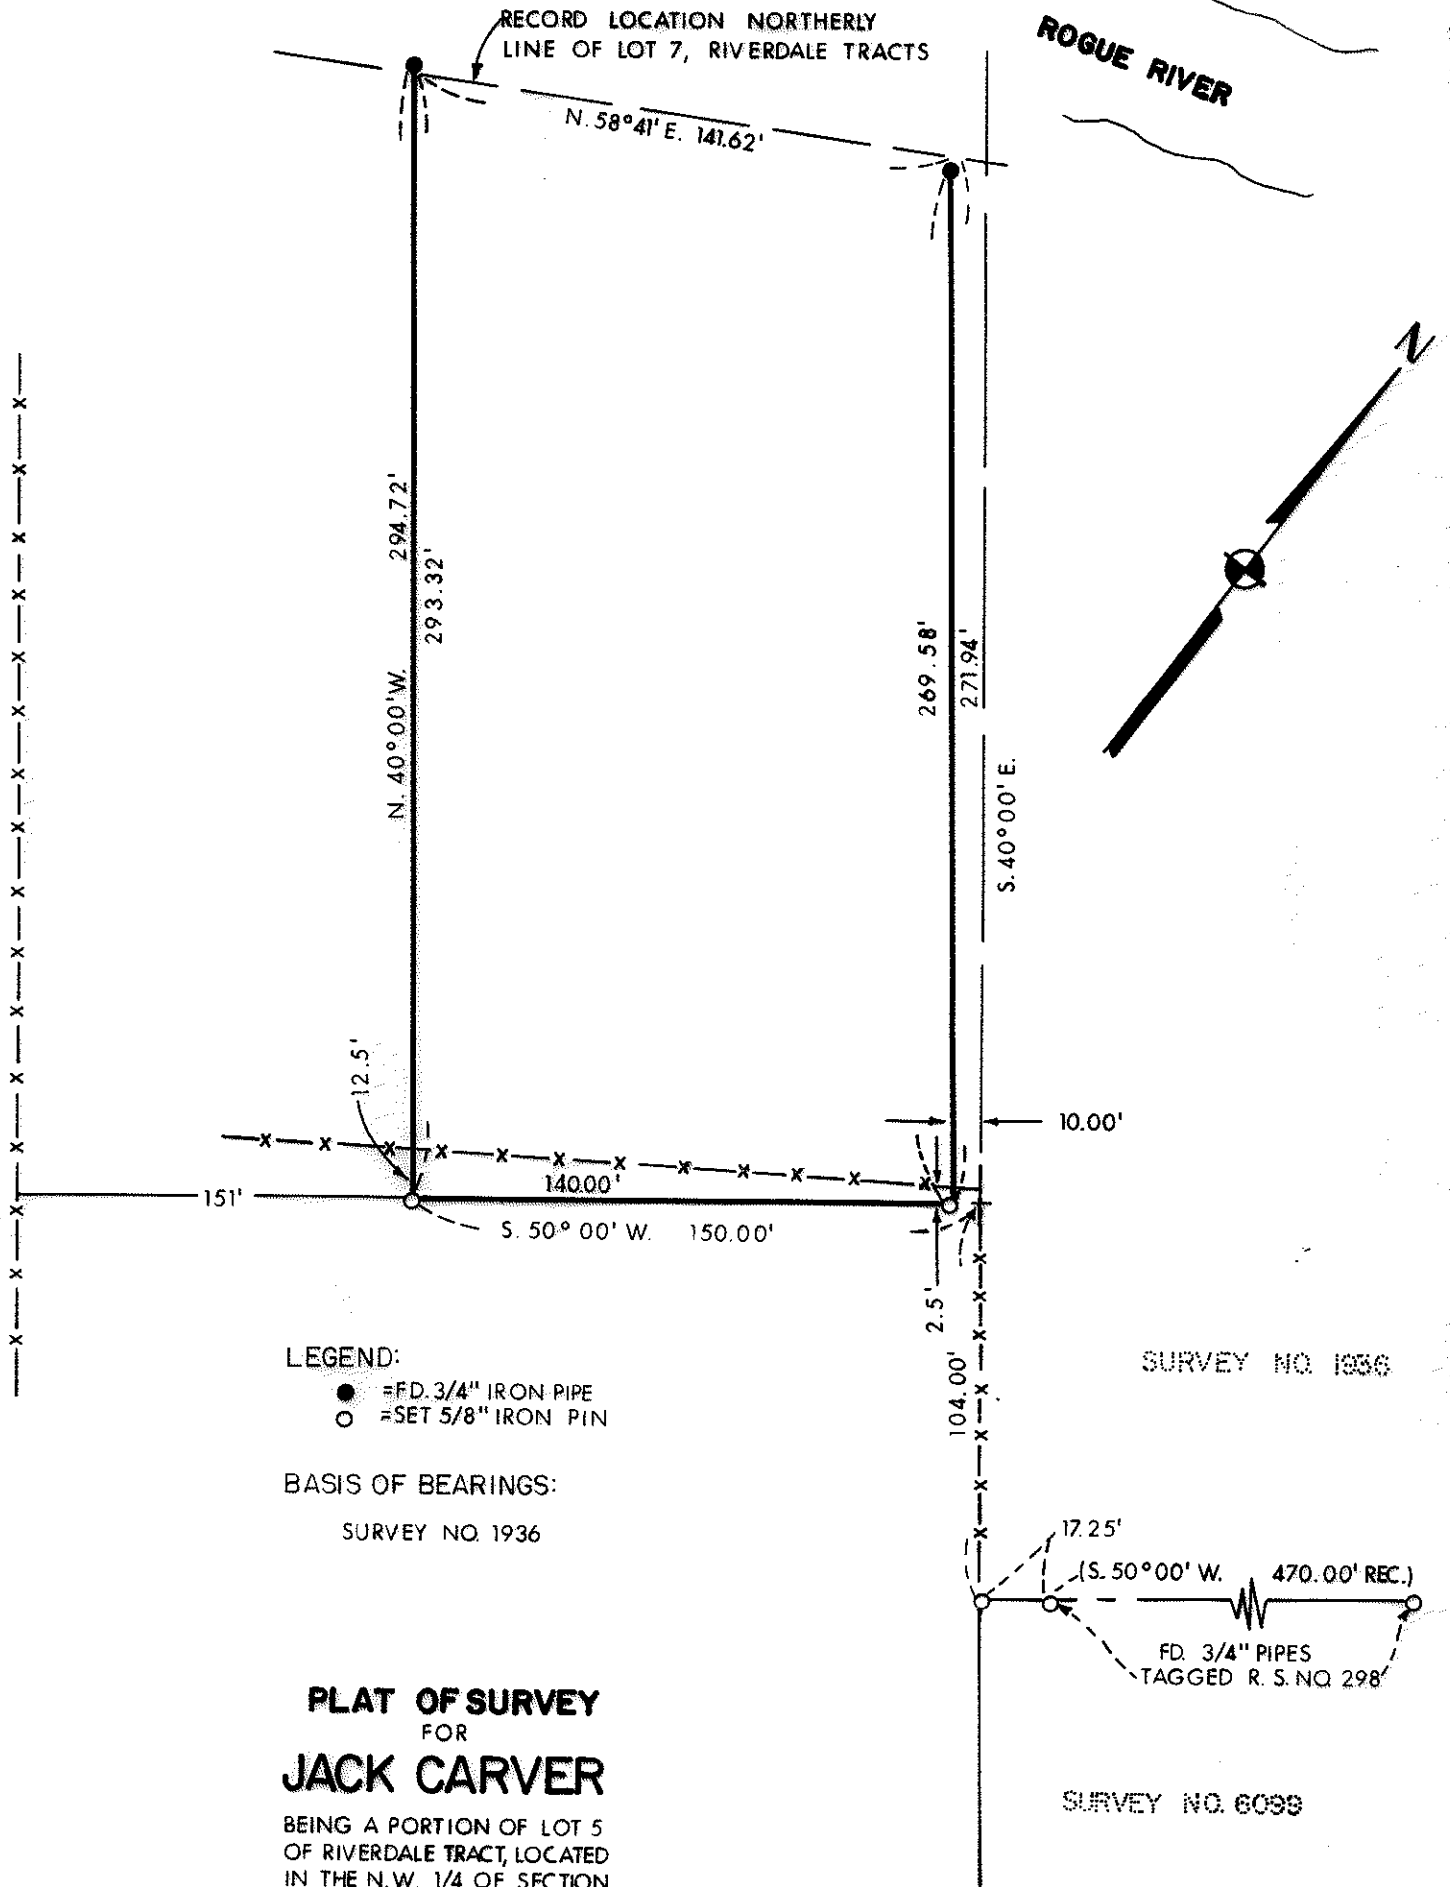 RECORD LOCATION NORTHERLY
LINE OF LOT 7, RIVERDALE TRACTS
ROGUE RIVER
N. 58°41' E. 141.62'
N
294.72'
293.32'
N. 40°00' W.
269.58'
271.94'
S. 40°00' E.
12.5'
10.00'
151'
140.00'
S. 50° 00' W. 150.00'
2.5'
104.00'
LEGEND:
=FD. 3/4" IRON PIPE
=SET 5/8" IRON PIN
SURVEY NO. 1936
BASIS OF BEARINGS:
SURVEY NO. 1936
17.25'
(S. 50°00' W. 470.00' REC.)
FD. 3/4" PIPES
TAGGED R. S. NO. 298
PLAT OF SURVEY
FOR
JACK CARVER
SURVEY NO. 6099
BEING A PORTION OF LOT 5
OF RIVERDALE TRACT, LOCATED
IN THE N.W. 1/4 OF SECTION